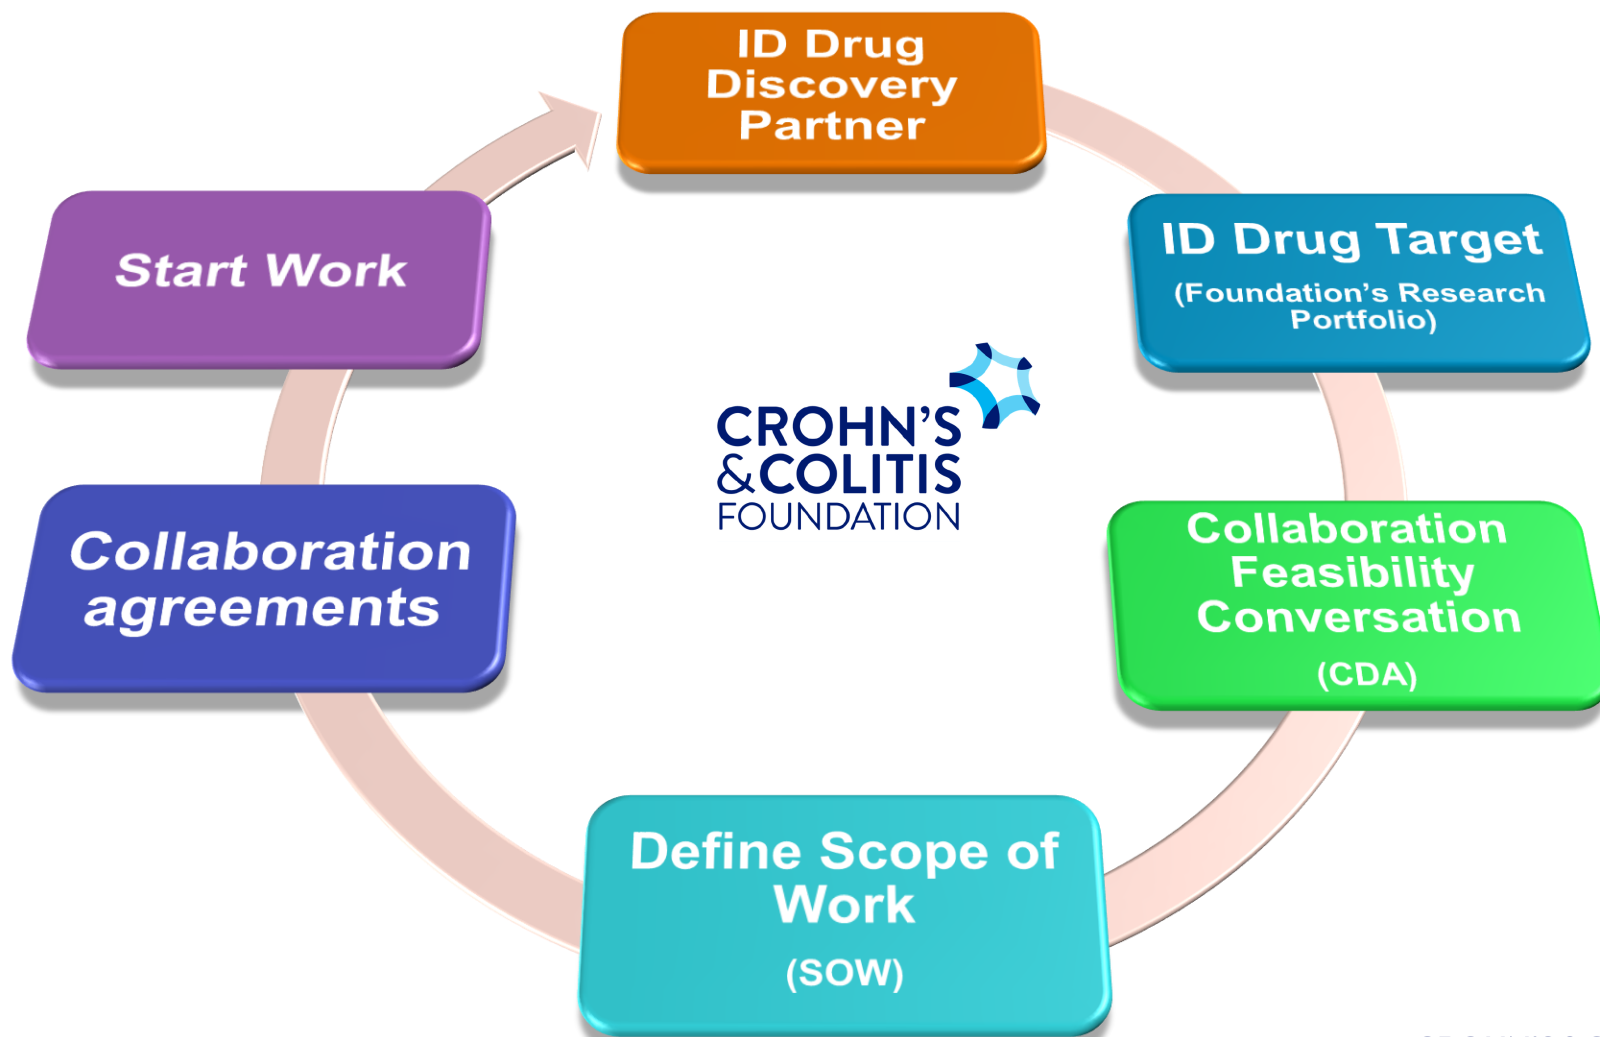 ID Drug
Discovery
Partner
ID Drug Target
(Foundation’s Research
Portfolio)
Collaboration
Feasibility
Conversation
(CDA)
Define Scope of
Work
(SOW)
Collaboration
agreements
Start Work
CROHN’S
&COLITIS
FOUNDATION